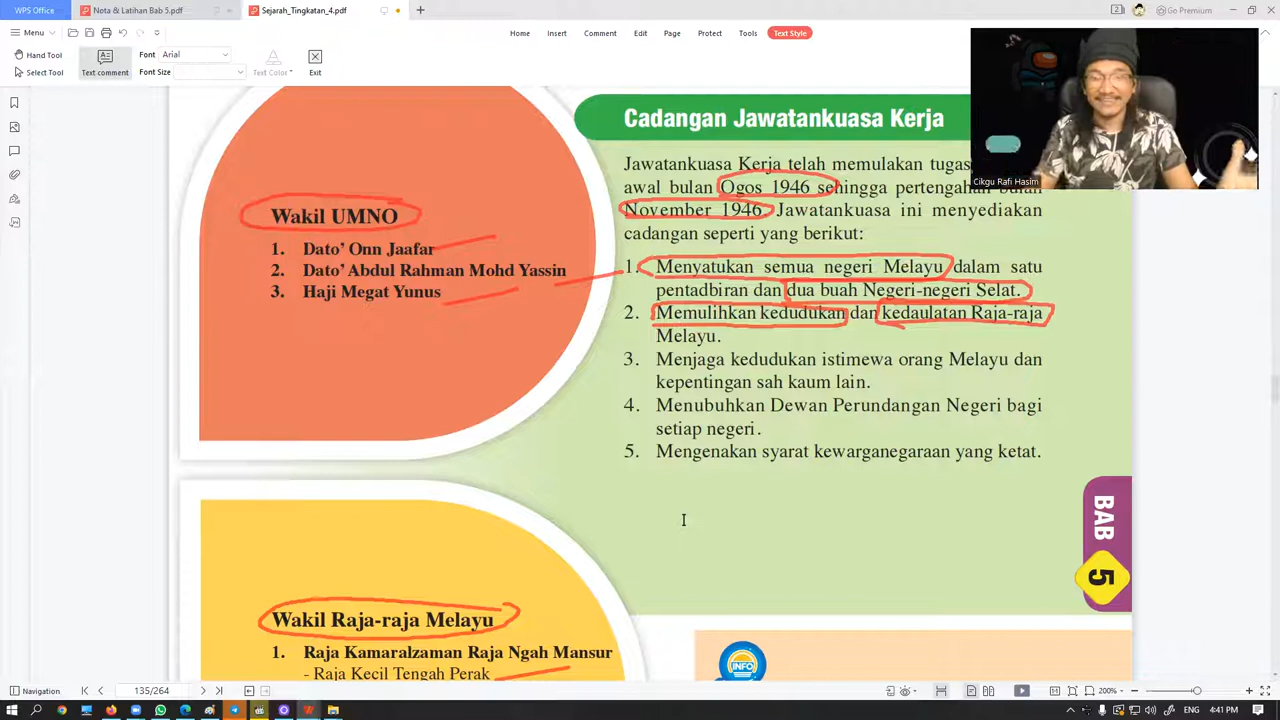 WPS Office
Nota & Latihan Bab 5.pdf
Sejarah_Tingkatan_4.pdf
Go Premium
Menu
Home
Insert
Comment
Edit
Page
Protect
Tools
Text Style
Hand Tool
Select Tool
Text comment
Font Arial
Font Size
Text Color
Exit
Wakil UMNO
1. Dato' Onn Jaafar
2. Dato' Abdul Rahman Mohd Yassin
3. Haji Megat Yunus
Cadangan Jawatankuasa Kerja
Jawatankuasa Kerja telah memulakan tugas
awal bulan Ogos 1946 sehingga pertengahan bulan
November 1946. Jawatankuasa ini menyediakan
cadangan seperti yang berikut:
1. Menyatukan semua negeri Melayu dalam satu
pentadbiran dan dua buah Negeri-negeri Selat.
2. Memulihkan kedudukan dan kedaulatan Raja-raja
Melayu.
3. Menjaga kedudukan istimewa orang Melayu dan
kepentingan sah kaum lain.
4. Menubuhkan Dewan Perundangan Negeri bagi
setiap negeri.
5. Mengenakan syarat kewarganegaraan yang ketat.
Cikgu Rafi Hasim
BAB
5
Wakil Raja-raja Melayu
1. Raja Kamaralzaman Raja Ngah Mansur
- Raja Kecil Tengah Perak
INFO
Navigation
135/264
200%
4:41 PM